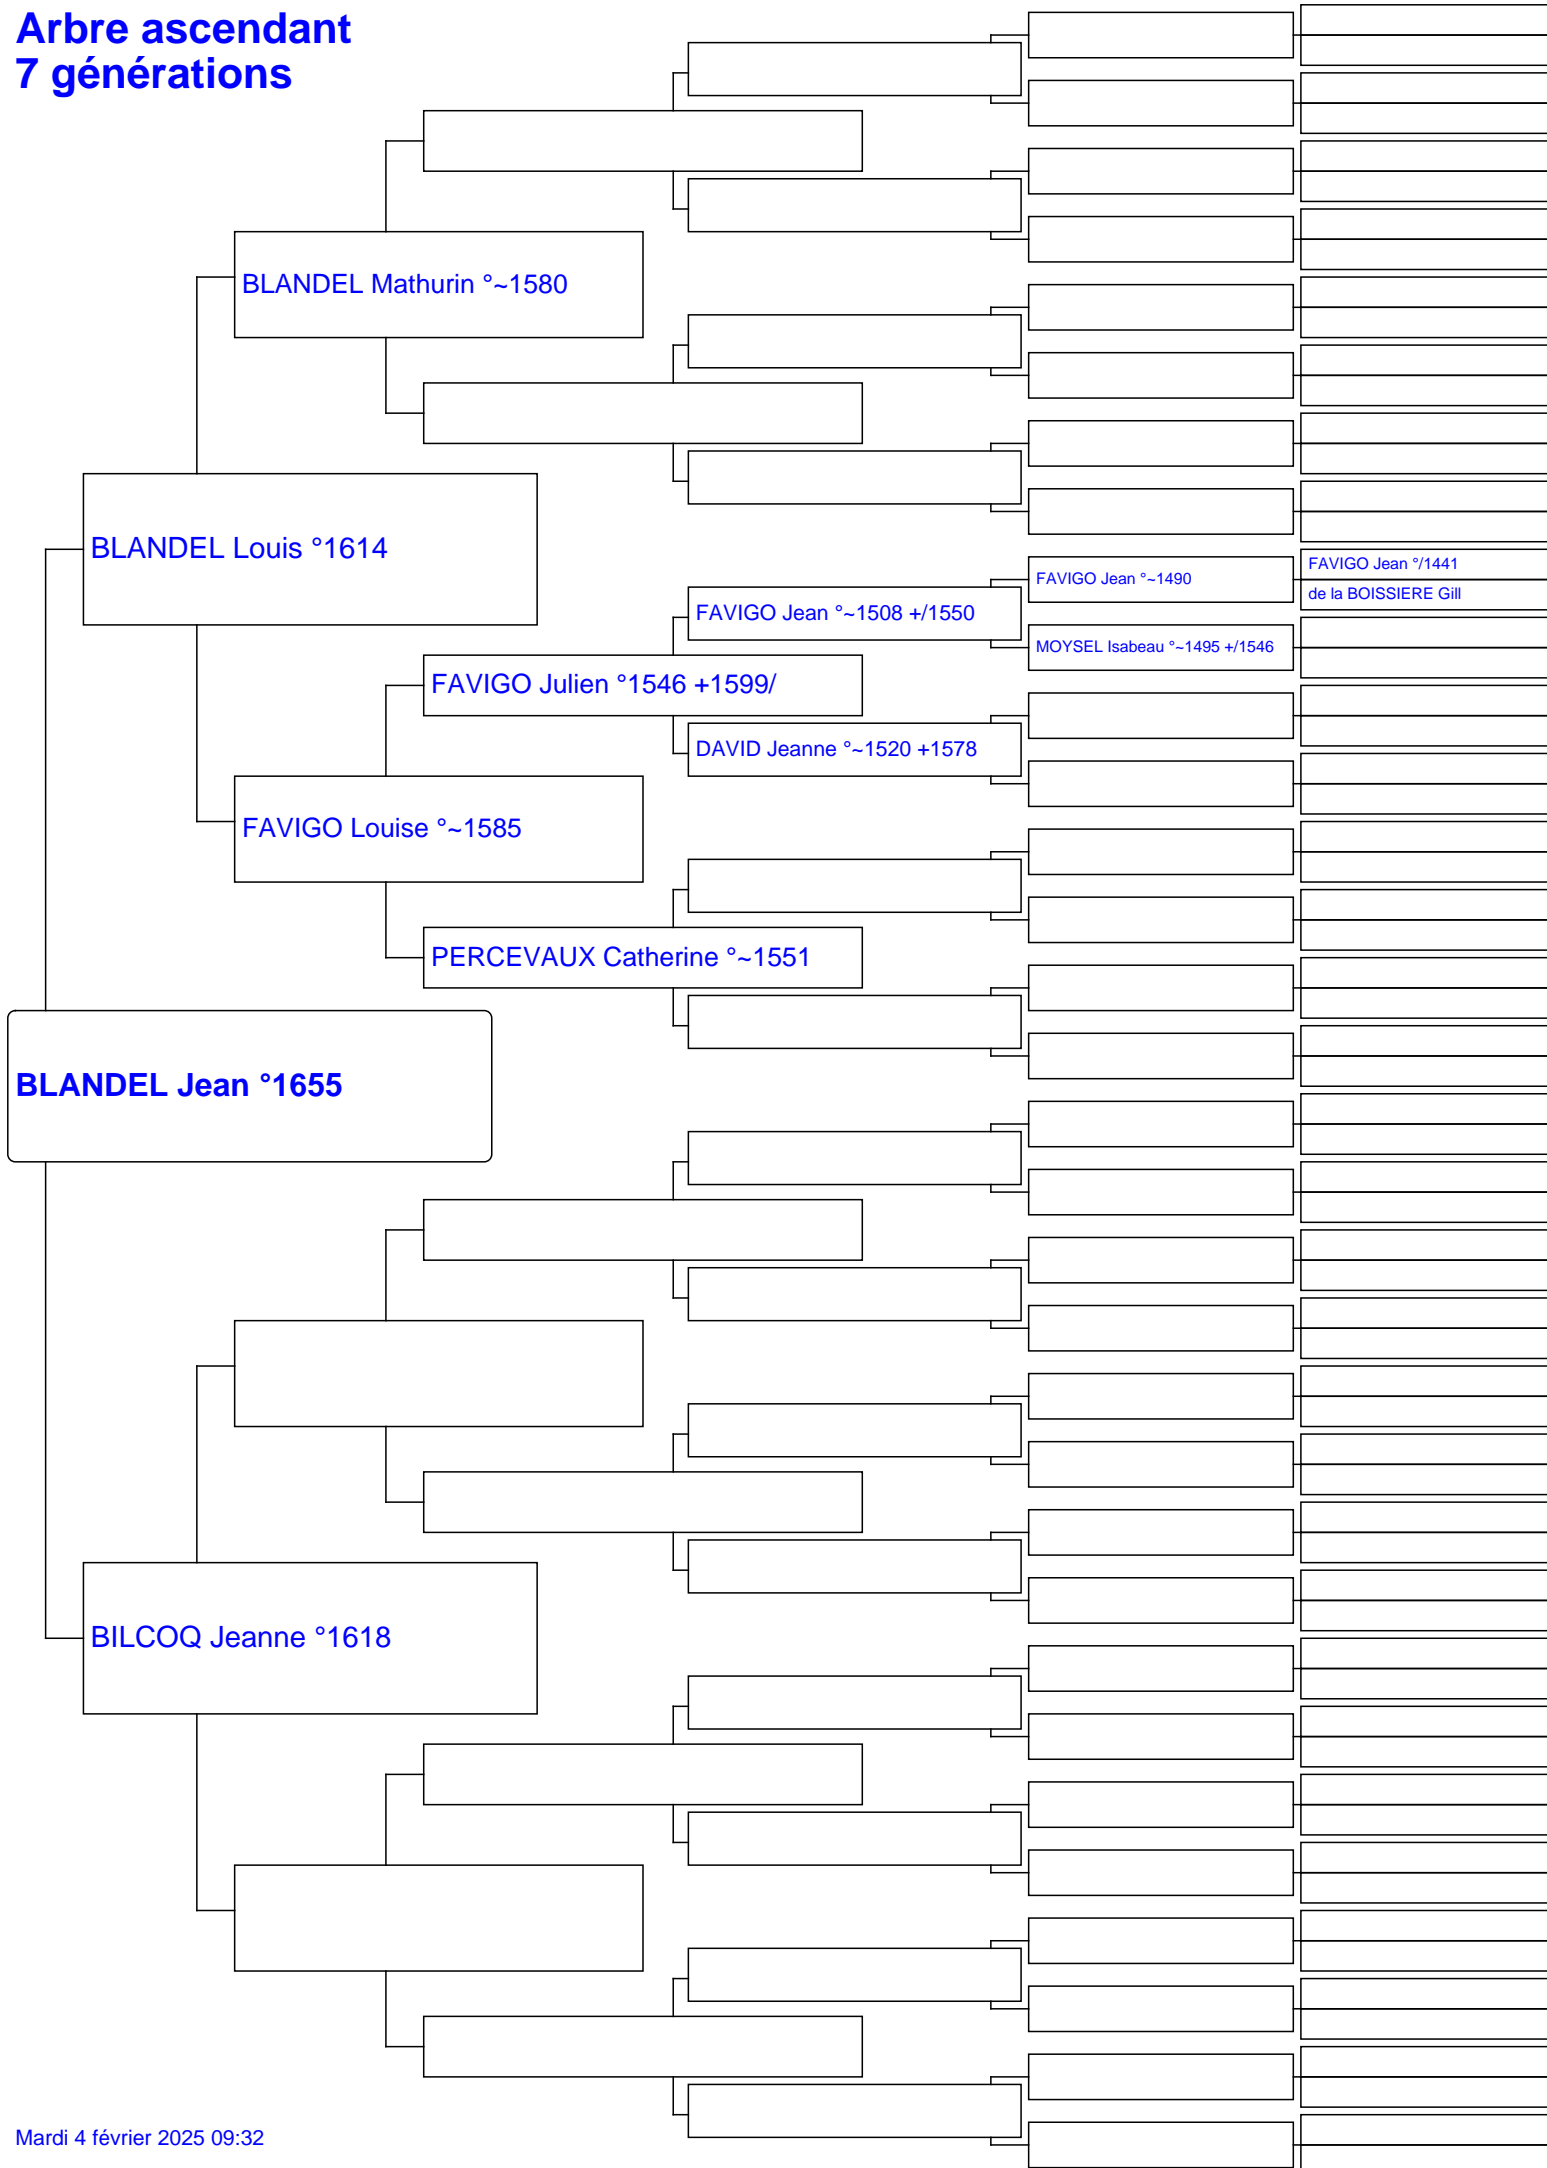 Arbre ascendant
7 générations
BLANDEL Mathurin °~1580
BLANDEL Louis °1614
FAVIGO Jean °~1490
FAVIGO Jean °/1441
de la BOISSIERE Gill
FAVIGO Jean °~1508 +/1550
MOYSEL Isabeau °~1495 +/1546
FAVIGO Julien °1546 +1599/
DAVID Jeanne °~1520 +1578
FAVIGO Louise °~1585
PERCEVAUX Catherine °~1551
BLANDEL Jean °1655
BILCOQ Jeanne °1618
Mardi 4 février 2025 09:32